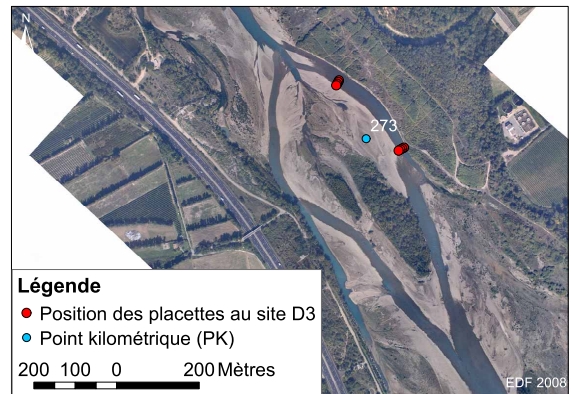 N
273
Légende
Position des placettes au site D3
Point kilométrique (PK)
200 100 0 200 Mètres
EDF 2008